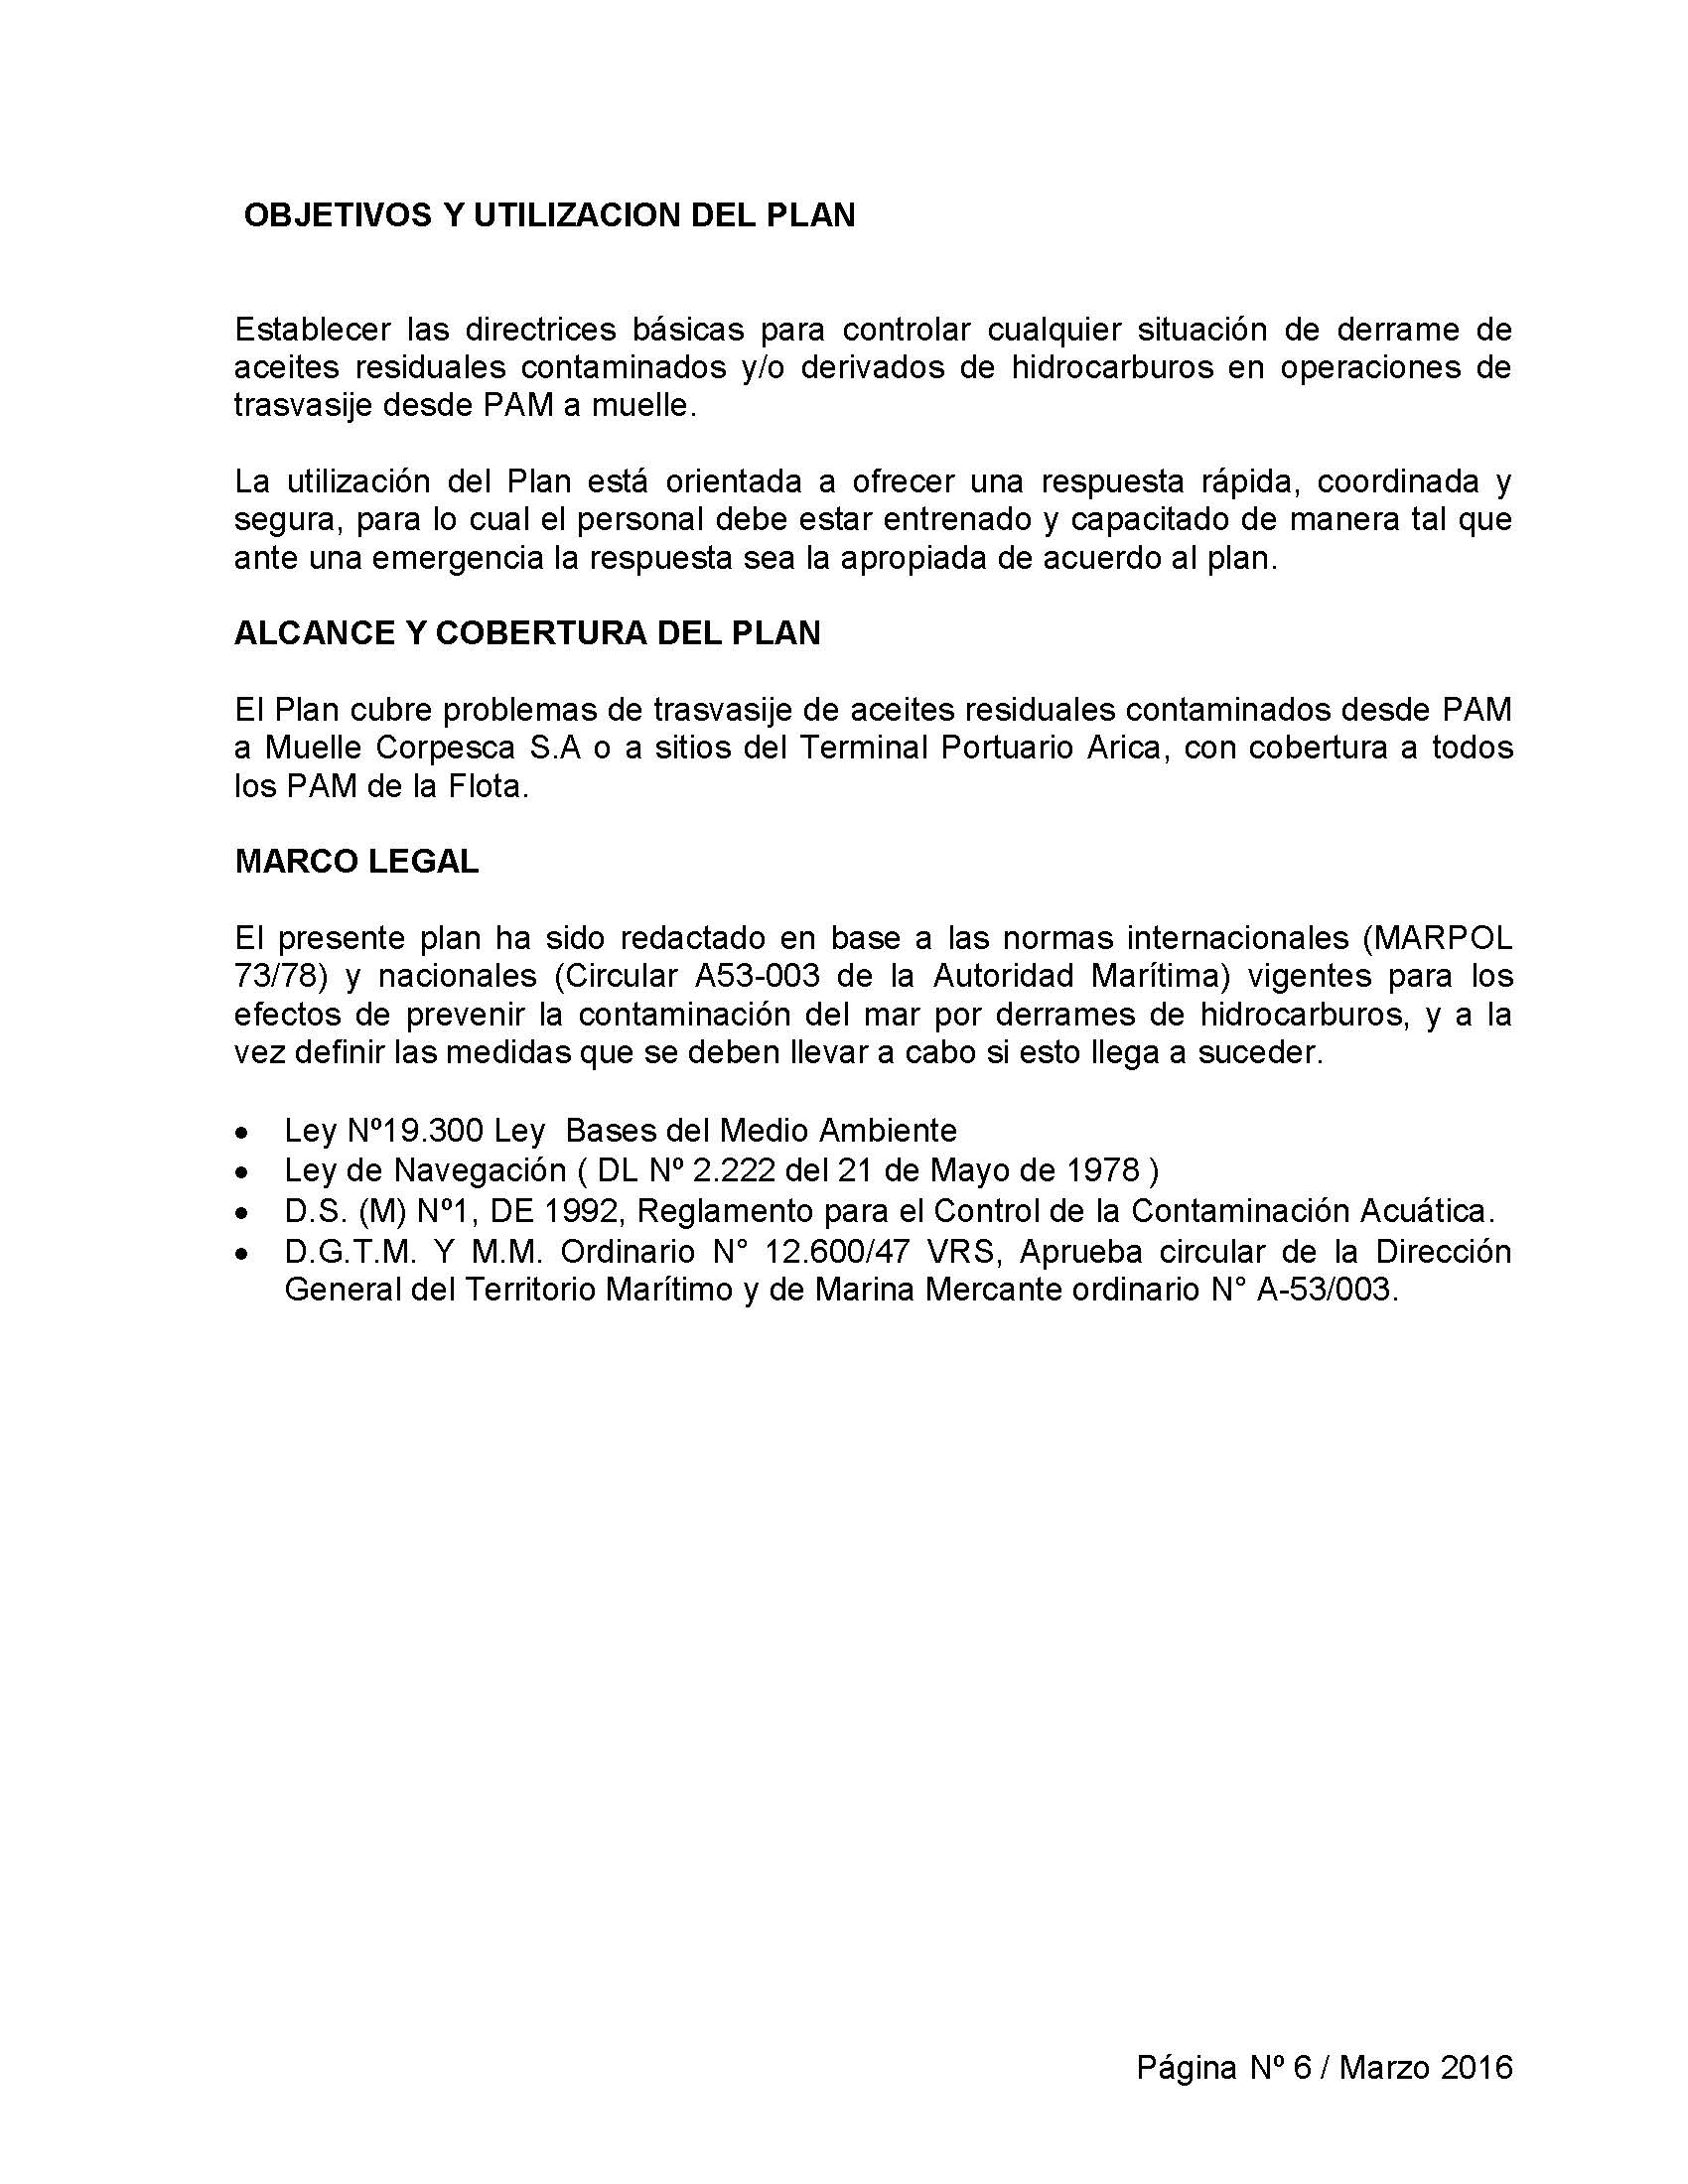 OBJETIVOS Y UTILIZACION DEL PLAN
Establecer las directrices básicas para controlar cualquier situación de derrame de
aceites residuales contaminados y/o derivados de hidrocarburos en operaciones de
trasvasije desde PAM a muelle.
La utilización del Plan está orientada a ofrecer una respuesta rápida, coordinada y
segura, para lo cual el personal debe estar entrenado y capacitado de manera tal que
ante una emergencia la respuesta sea la apropiada de acuerdo al plan.
ALCANCE Y COBERTURA DEL PLAN
El Plan cubre problemas de trasvasije de aceites residuales contaminados desde PAM
a Muelle Corpesca S.A o a sitios del Terminal Portuario Arica, con cobertura a todos
los PAM de la Flota.
MARCO LEGAL
El presente plan ha sido redactado en base a las normas internacionales (MARPOL
73/78) y nacionales (Circular A53-003 de la Autoridad Marítima) vigentes para los
efectos de prevenir la contaminación del mar por derrames de hidrocarburos, y a la
vez definir las medidas que se deben llevar a cabo si esto llega a suceder.
• Ley Nº19.300 Ley  Bases del Medio Ambiente
• Ley de Navegación ( DL Nº 2.222 del 21 de Mayo de 1978 )
• D.S. (M) Nº1, DE 1992, Reglamento para el Control de la Contaminación Acuática.
• D.G.T.M. Y M.M. Ordinario N° 12.600/47 VRS, Aprueba circular de la Dirección
General del Territorio Marítimo y de Marina Mercante ordinario N° A-53/003.
Página Nº 6 / Marzo 2016